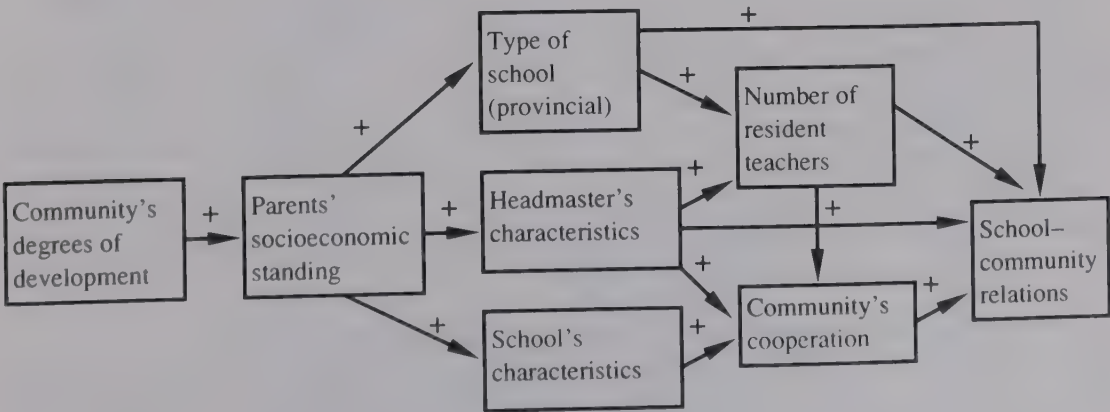 +
Type of
school
(provincial)
+
Number of
resident
teachers
+
+
+
Community's
degrees of
development
+
Parents'
socioeconomic
standing
+
Headmaster's
characteristics
+
+
School–
community
relations
+
+
School's
characteristics
+
Community's
cooperation
+